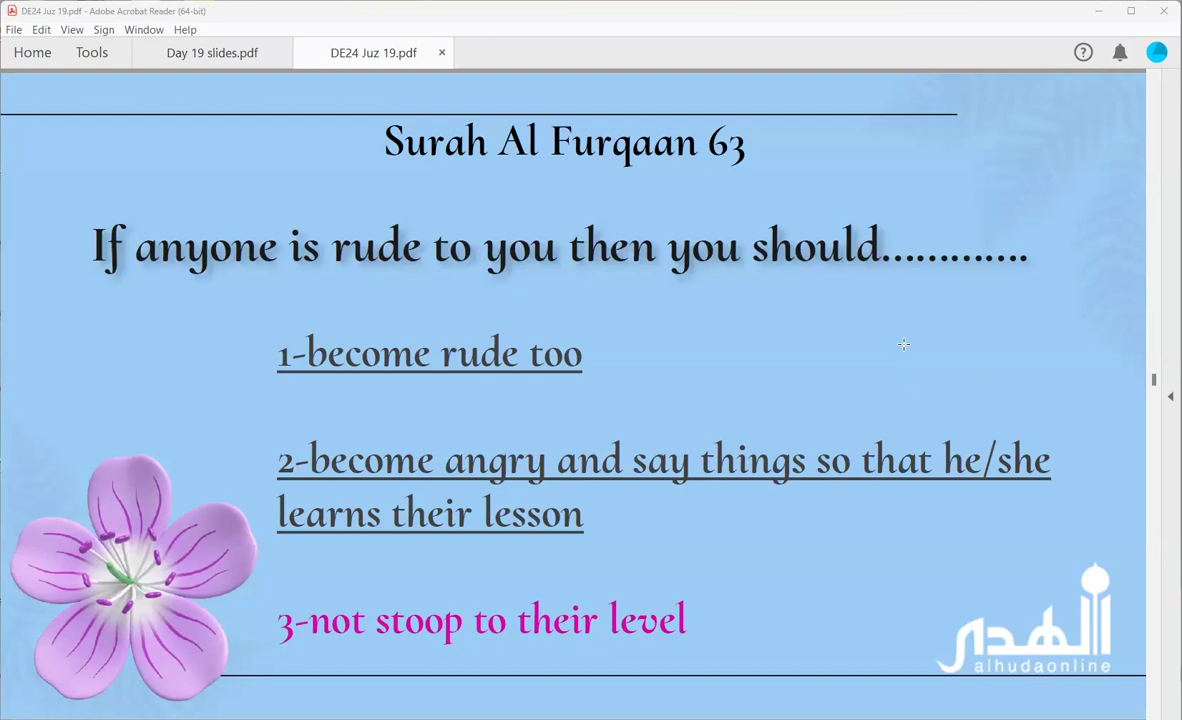 DE24 Juz 19.pdf - Adobe Acrobat Reader (64-bit)
File Edit View Sign Window Help
Home Tools Day 19 slides.pdf DE24 Juz 19.pdf ×
Surah Al Furqaan 63
If anyone is rude to you then you should.............
1-become rude too
2-become angry and say things so that he/she
learns their lesson
3-not stoop to their level
الهدى
alhudaonline